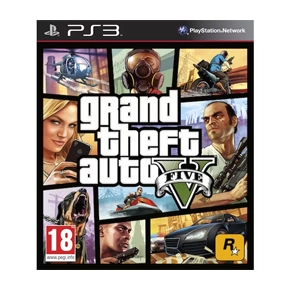 PS3
PlayStation Network
grand
theft
auto
V
FIVE
18
www.pegi.info
R